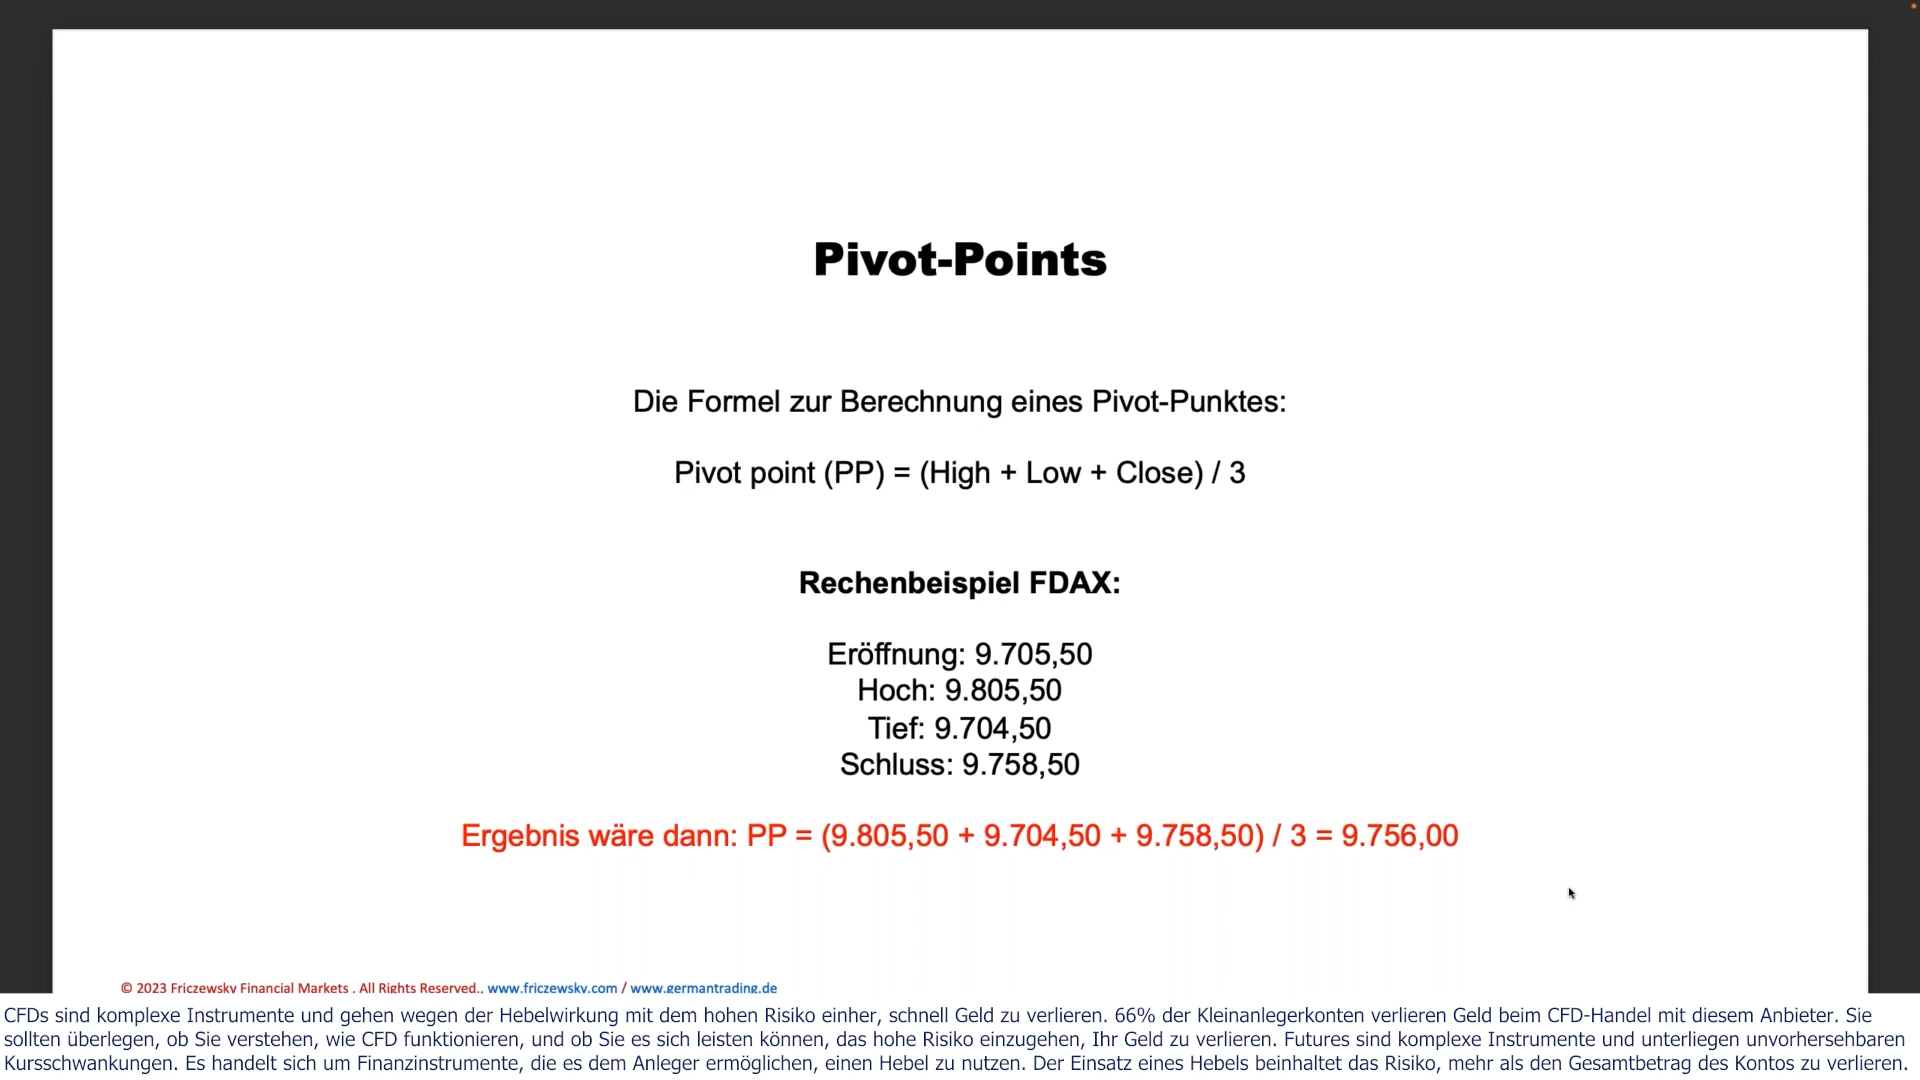 Pivot-Points
Die Formel zur Berechnung eines Pivot-Punktes:
Pivot point (PP) = (High + Low + Close) / 3
Rechenbeispiel FDAX:
Eröffnung: 9.705,50
Hoch: 9.805,50
Tief: 9.704,50
Schluss: 9.758,50
Ergebnis wäre dann: PP = (9.805,50 + 9.704,50 + 9.758,50) / 3 = 9.756,00
© 2023 Friczewsky Financial Markets . All Rights Reserved., www.friczewsky.com / www.germantrading.de
CFDs sind komplexe Instrumente und gehen wegen der Hebelwirkung mit dem hohen Risiko einher, schnell Geld zu verlieren. 66% der Kleinanlegerkonten verlieren Geld beim CFD-Handel mit diesem Anbieter. Sie
sollten überlegen, ob Sie verstehen, wie CFD funktionieren, und ob Sie es sich leisten können, das hohe Risiko einzugehen, Ihr Geld zu verlieren. Futures sind komplexe Instrumente und unterliegen unvorhersehbaren
Kursschwankungen. Es handelt sich um Finanzinstrumente, die es dem Anleger ermöglichen, einen Hebel zu nutzen. Der Einsatz eines Hebels beinhaltet das Risiko, mehr als den Gesamtbetrag des Kontos zu verlieren.